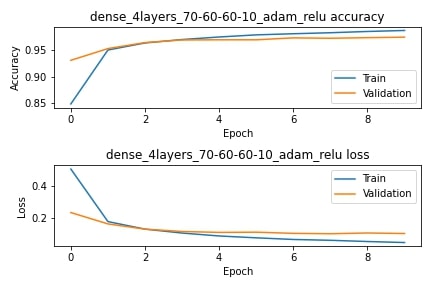 dense_4layers_70-60-60-10_adam_relu accuracy
0.95
0.90
0.85
Accuracy
Train
Validation
0 2 4 6 8
Epoch
dense_4layers_70-60-60-10_adam_relu loss
0.4
0.2
Loss
Train
Validation
0 2 4 6 8
Epoch